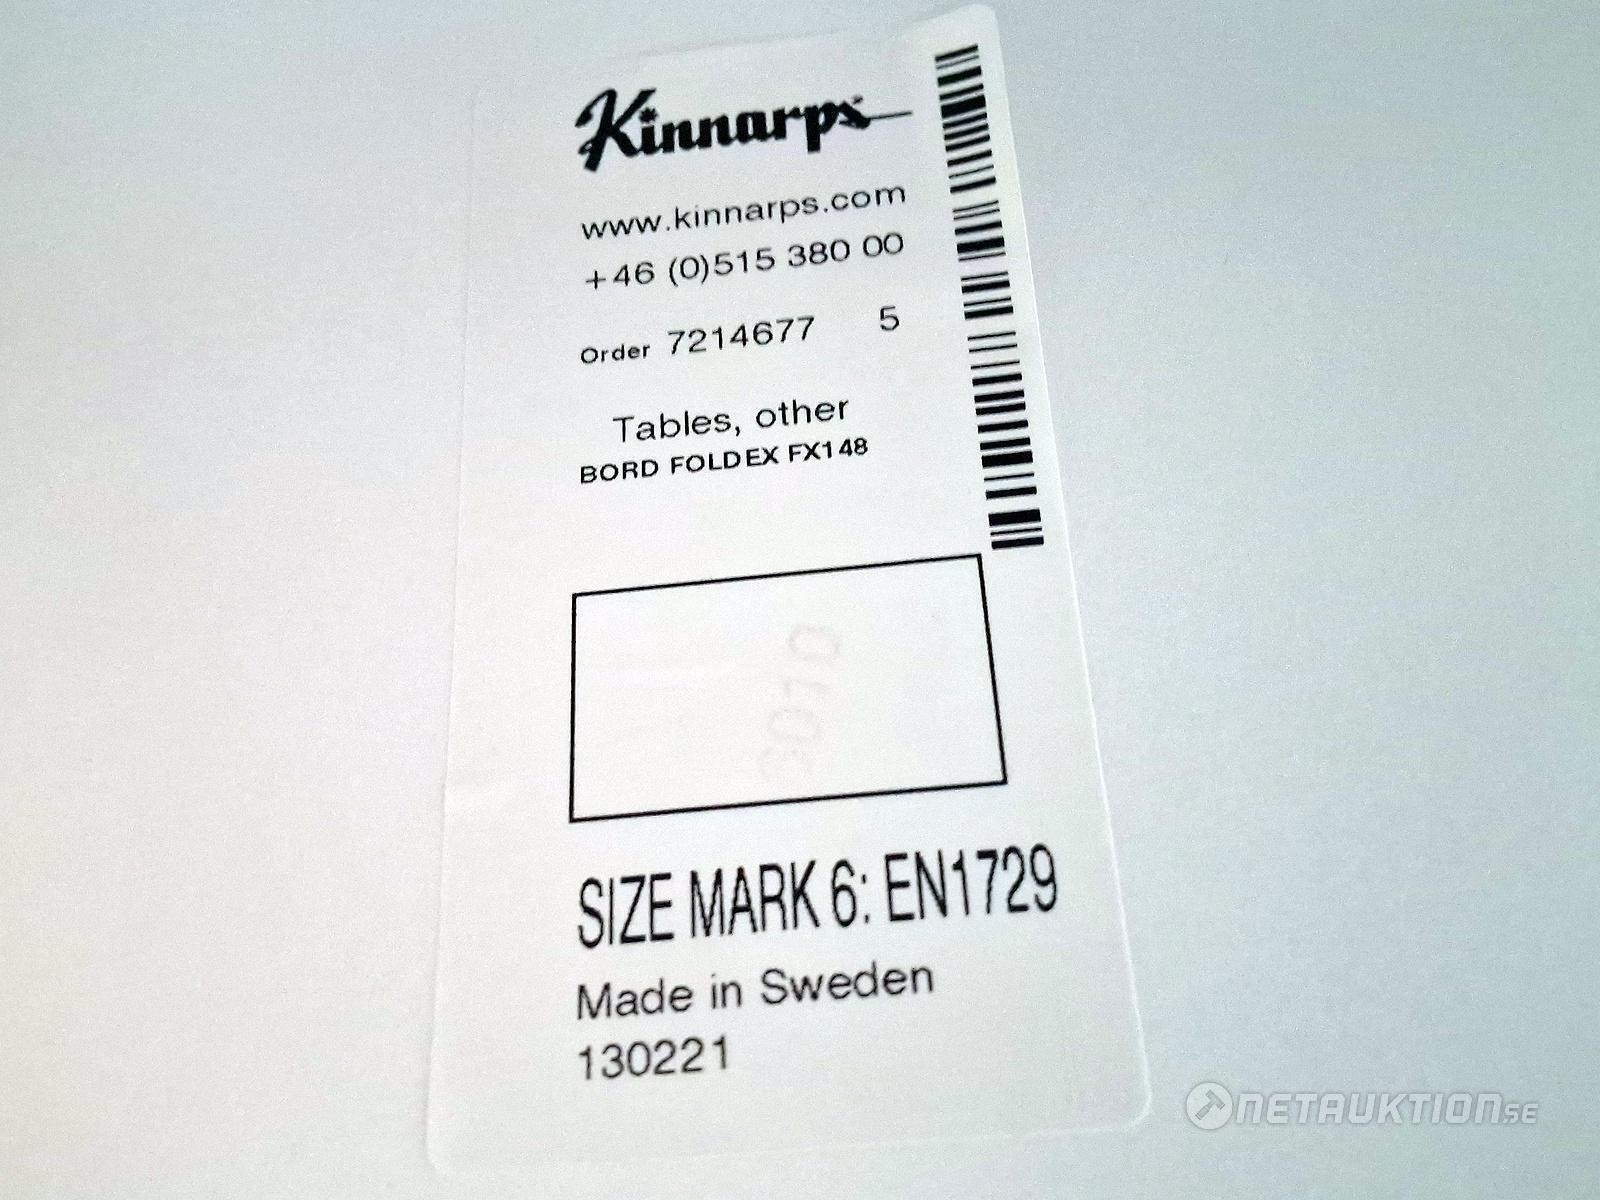 Kinnarps
www.kinnarps.com
+46 (0)515 380 00
Order 7214677 5
Tables, other
BORD FOLDEX FX148
SIZE MARK 6: EN1729
Made in Sweden
130221
NETAUKTION.SE